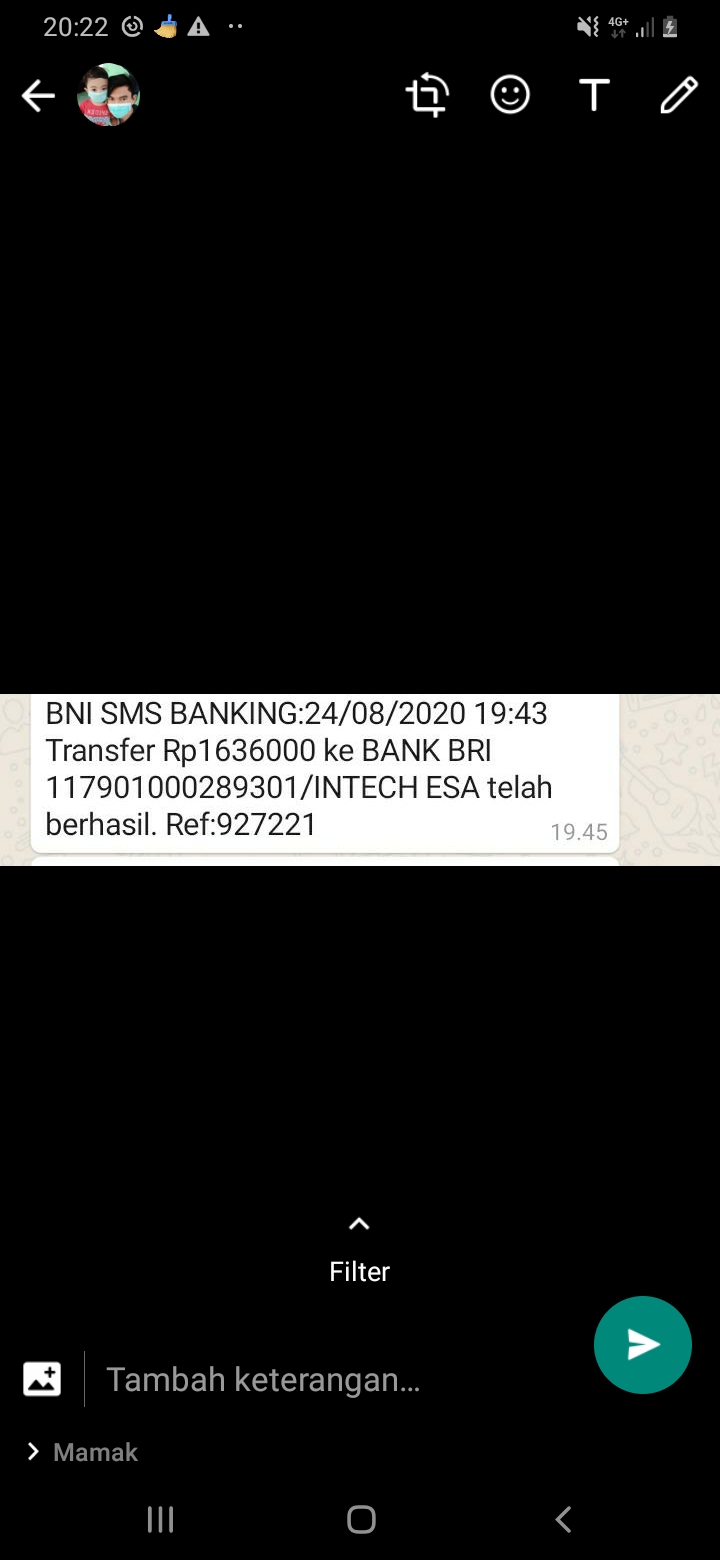 20:22
4G+
T
BNI SMS BANKING:24/08/2020 19:43
Transfer Rp1636000 ke BANK BRI
117901000289301/INTECH ESA telah
berhasil. Ref:927221
19.45
Filter
Tambah keterangan...
Mamak